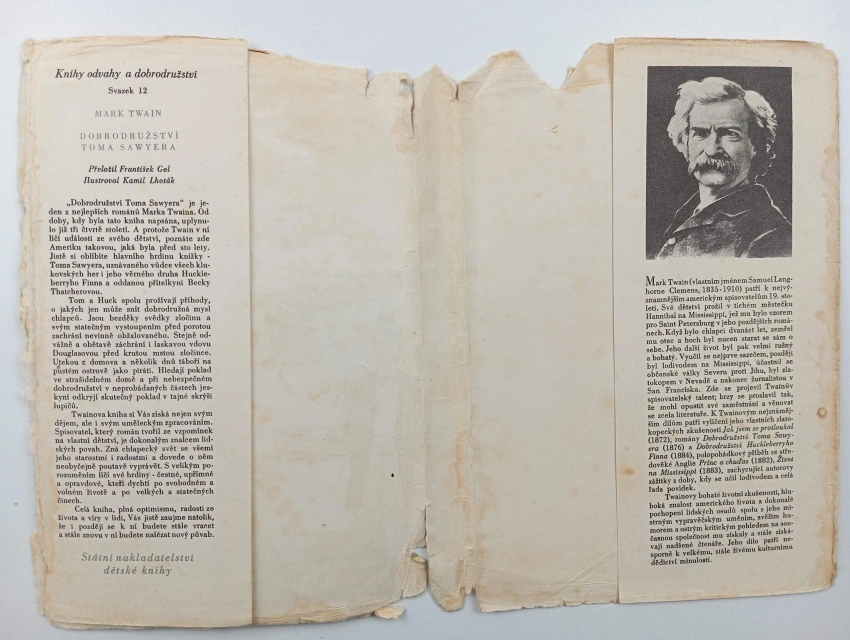 Knihy odvahy a dobrodružství
Svazek 12
MARK TWAIN
DOBRODRUŽSTVÍ
TOMA SAWYERA
Přeložil František Gel
Ilustroval Kamil Lhoták
„Dobrodružství Toma Sawyera“ je je-
den z nejlepších románů Marka Twaina. Od
doby, kdy byla tato kniha napsána, uplynu-
lo již tři čtvrtě století. A protože Twain v ní
líčí události ze svého dětství, poznáte zde
Ameriku takovou, jaká byla před sto lety.
Jistě si oblíbíte hlavního hrdinu knížky -
Toma Sawyera, uznávaného vůdce všech klu-
kovských her i jeho věrného druha Huckle-
berryho Finna a oddanou přítelkyni Becky
Thatcherovou.
Tom a Huck spolu prožívají příhody,
o jakých jen může snít dobrodružná mysl
chlapců. Jsou bezděky svědky zločinu a
svým statečným vystoupením před porotou
zachrání nevinně obžalovaného. Stejně od-
vážně a obětavě zachrání i laskavou vdovu
Douglasovou před krutou mstou zločince.
Utekou z domova a několik dnů táboří na
pustém ostrově jako piráti. Hledají poklad
ve strašidelném domě a při nebezpečném
dobrodružství v neprobádaných částech jes-
kyní odkryjí skutečný poklad v tajné skrýši
lupičů.
Twainova kniha si Vás získá nejen svým
dějem, ale i svým uměleckým zpracováním.
Spisovatel, který román tvořil ze vzpomínek
na vlastní dětství, je dokonalým znalcem lid-
ských povah. Zná chlapecký svět se všemi
jeho starostmi i radostmi a dovede o něm
neobyčejně poutavě vyprávět. S velikým po-
rozuměním líčí své hrdiny - čestné, upřímné
a opravdové, kteří dychtí po svobodném a
volném životě a po velkých a statečných
činech.
Celá kniha, plná optimismu, radosti ze
života a víry v lidi, Vás jistě zaujme natolik,
že i později se k ní budete stále vracet
a stále znovu v ní budete nalézat nový půvab.
Státní nakladatelství
dětské knihy
Mark Twain (vlastním jménem Samuel Lang-
horne Clemens, 1835-1910) patří k nejvý-
znamnějším americkým spisovatelům 19. sto-
letí. Své dětství prožil v tichém městečku
Hannibal na Mississippi, jež mu bylo vzorem
pro Saint Petersburg v jeho pozdějších romá-
nech. Když bylo chlapci dvanáct let, zemřel
mu otec a hoch byl nucen starat se sám o
sebe. Jeho další život byl pak velmi rušný
a bohatý. Vyučil se nejprve sazečem, později
byl lodivodem na Mississippi, účastnil se
občanské války Severu proti Jihu, byl zla-
tokopem v Nevadě a nakonec žurnalistou v
San Francisku. Zde se projevil Twainův
spisovatelský talent; brzy se proslavil tak,
že mohl opustit své zaměstnání a věnovat
se zcela literatuře. K Twainovým nejznáměj-
ším dílům patří vylíčení jeho vlastních zlato-
kopeckých zkušeností Jak jsem se protloukal
(1872), romány Dobrodružství Toma Sawy-
era (1876) a Dobrodružství Huckleberryho
Finna (1884), polopohádkový příběh ze stře-
dověké Anglie Princ a chuďas (1882), Život
na Mississippi (1883), zachycující autorovy
zážitky z doby, kdy se učil lodivodem a celá
řada povídek.
Twainovy bohaté životní zkušenosti, hlu-
boká znalost amerického života a dokonalé
pochopení lidských osudů spolu s jeho mi-
strným vypravěčským uměním, svěžím hu-
morem a ostrým kritickým pohledem na sou-
časnou společnost mu získaly a stále získá-
vají nadšené čtenáře. Jeho dílo patří ne-
sporně k velkému, stále živému kulturnímu
dědictví minulosti.